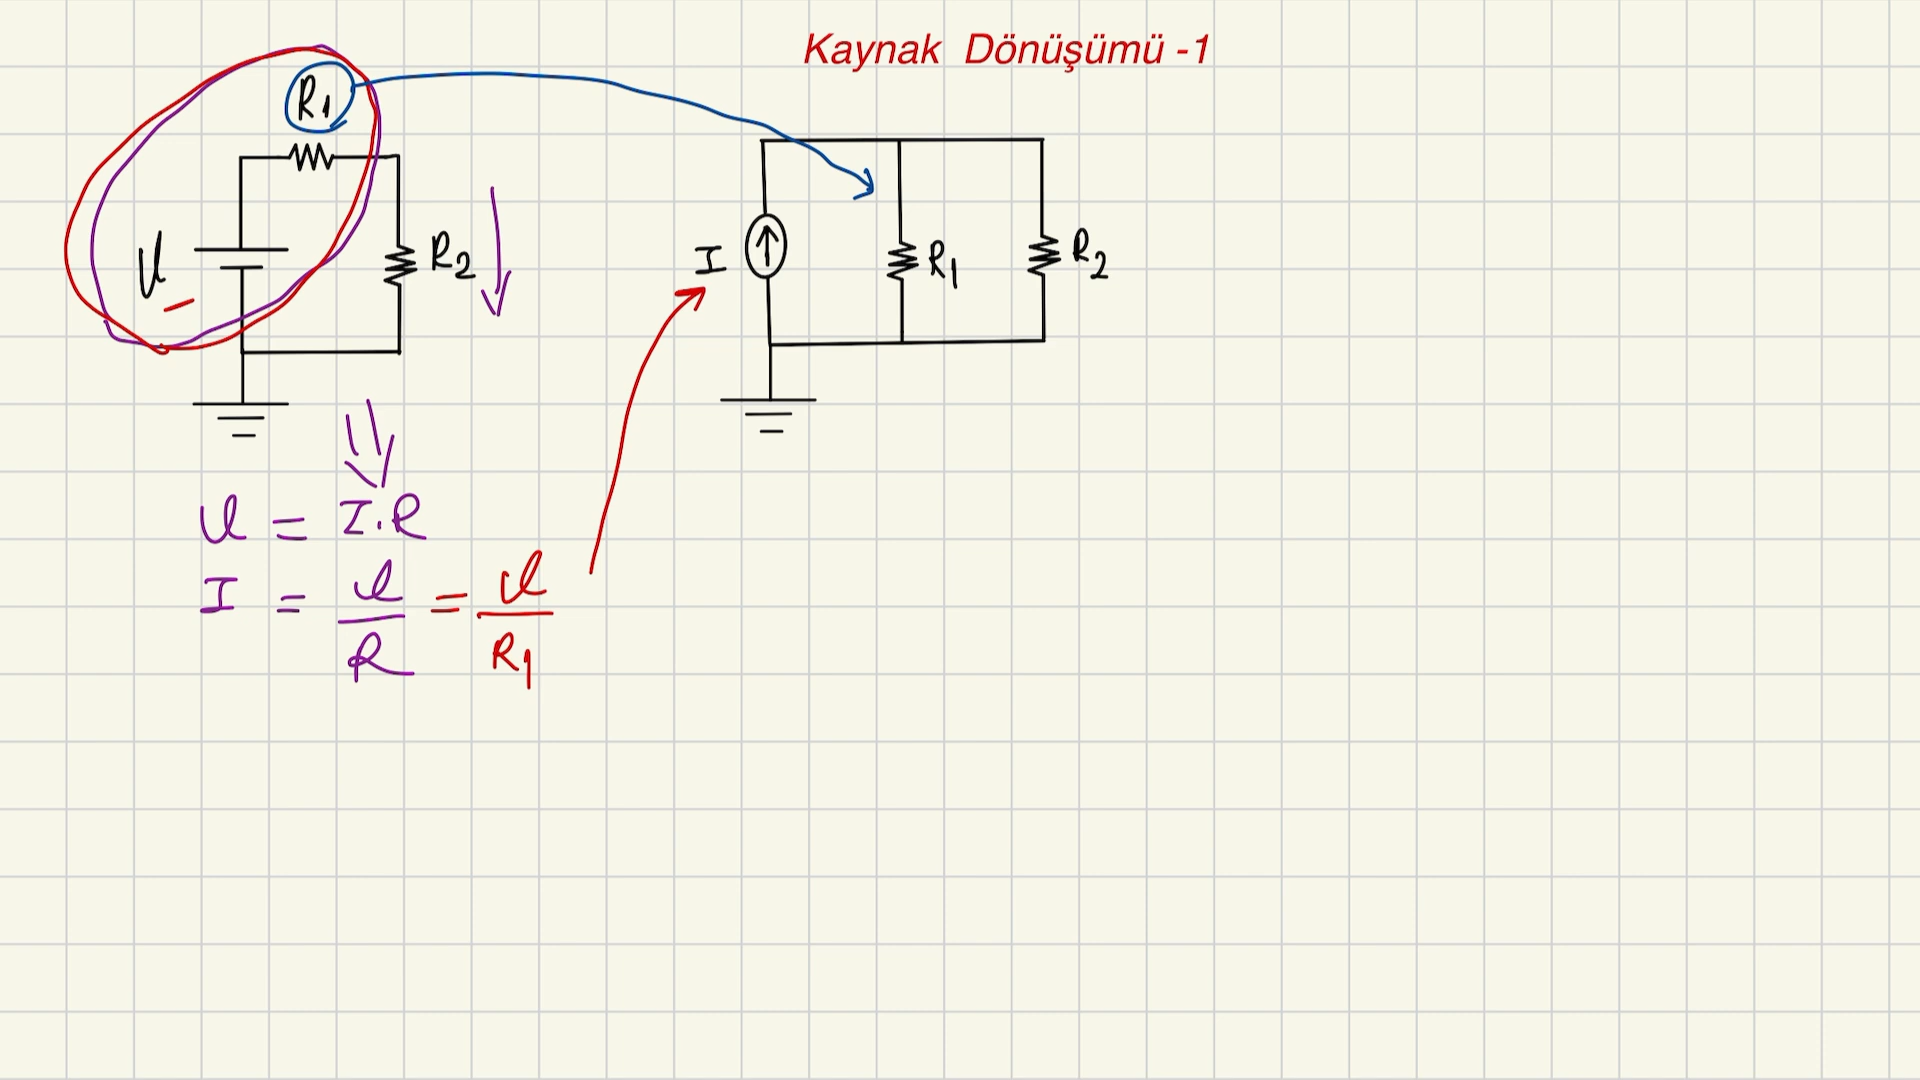 Kaynak Dönüşümü -1
R1
U
R2
I
R1
R2
U = I.R
I = U/R = U/R1